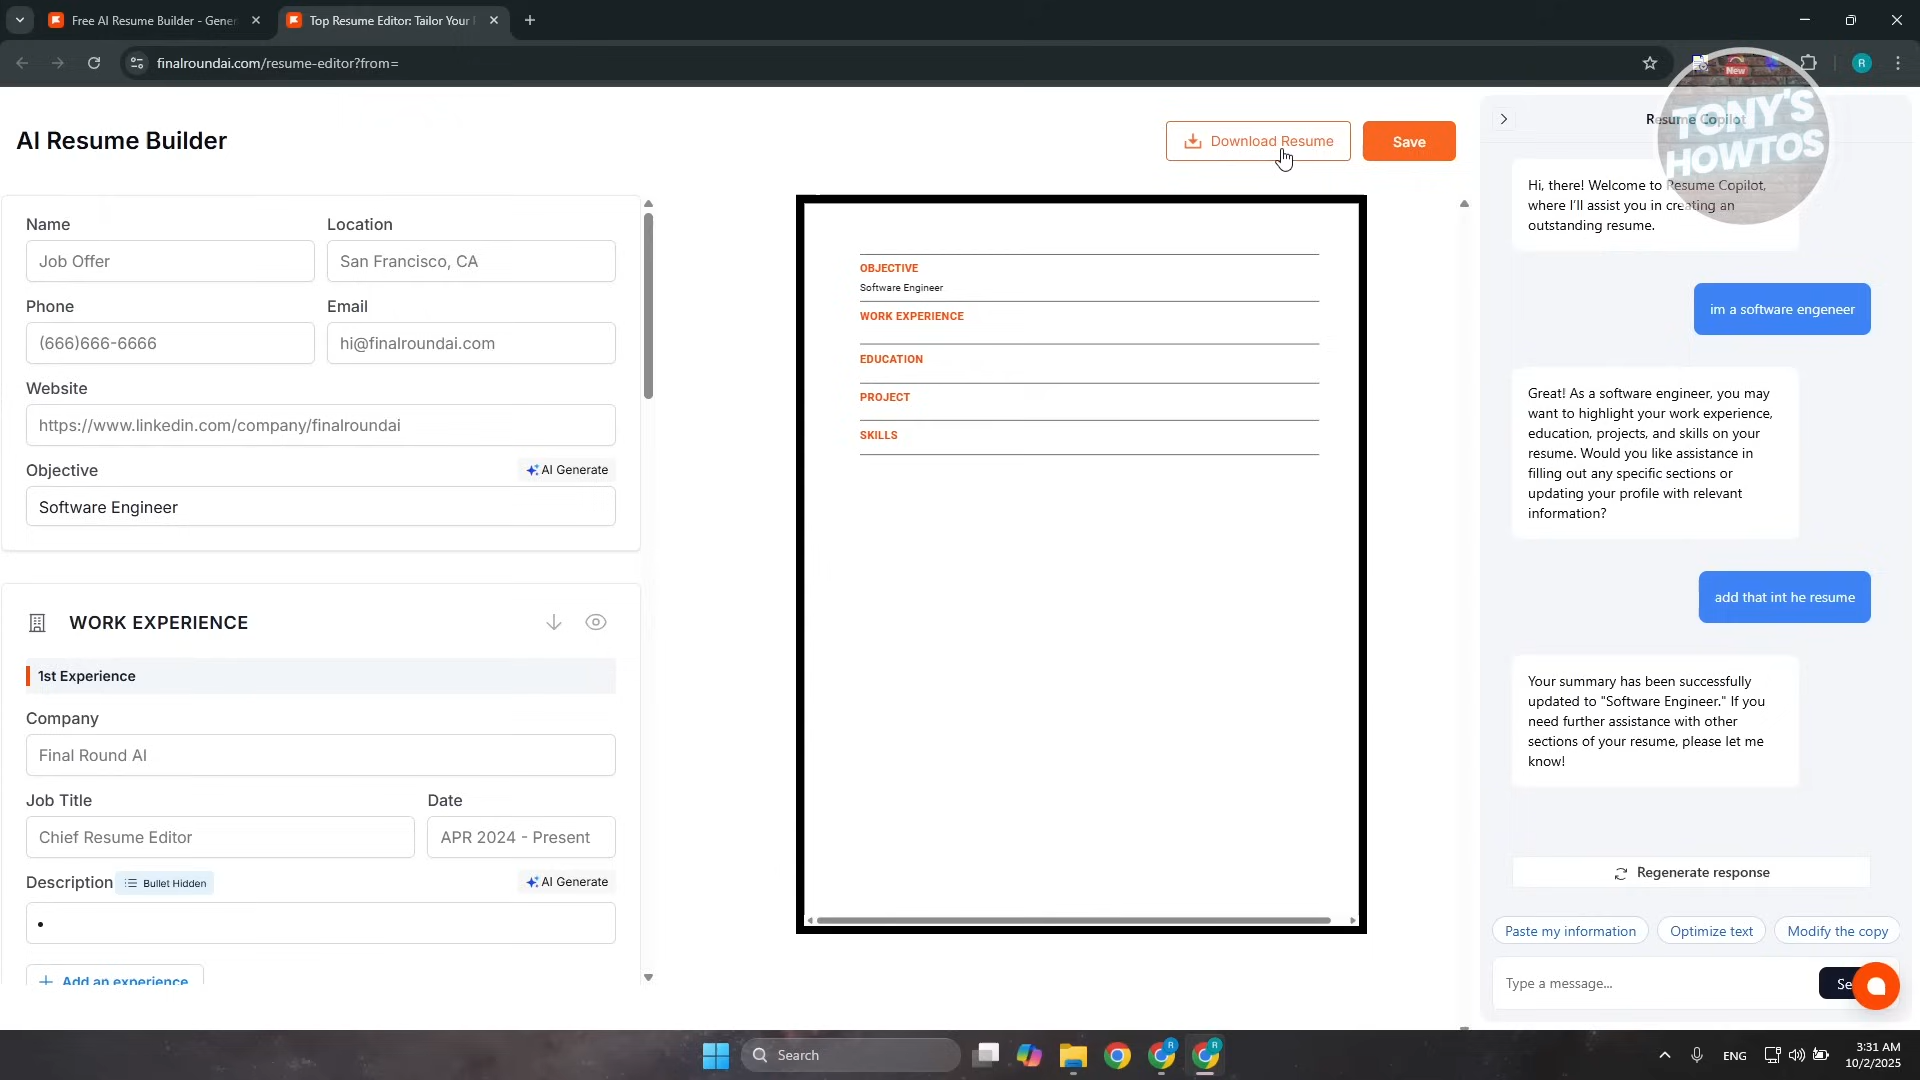 Free AI Resume Builder - Gener
Top Resume Editor: Tailor Your
finalroundai.com/resume-editor?from=
New
R
AI Resume Builder
Download Resume
Save
Resume Copilot
TONY'S
HOWTOS
Name
Location
Job Offer
San Francisco, CA
Phone
Email
(666)666-6666
hi@finalroundai.com
Website
https://www.linkedin.com/company/finalroundai
Objective
AI Generate
Software Engineer
WORK EXPERIENCE
1st Experience
Company
Final Round AI
Job Title
Date
Chief Resume Editor
APR 2024 - Present
Description
Bullet Hidden
AI Generate
•
Add an experience
OBJECTIVE
Software Engineer
WORK EXPERIENCE
EDUCATION
PROJECT
SKILLS
Hi, there! Welcome to Resume Copilot,
where I'll assist you in creating an
outstanding resume.
im a software engeneer
Great! As a software engineer, you may
want to highlight your work experience,
education, projects, and skills on your
resume. Would you like assistance in
filling out any specific sections or
updating your profile with relevant
information?
add that int he resume
Your summary has been successfully
updated to "Software Engineer." If you
need further assistance with other
sections of your resume, please let me
know!
Regenerate response
Paste my information
Optimize text
Modify the copy
Type a message...
Se
Search
R
R
ENG
3:31 AM
10/2/2025